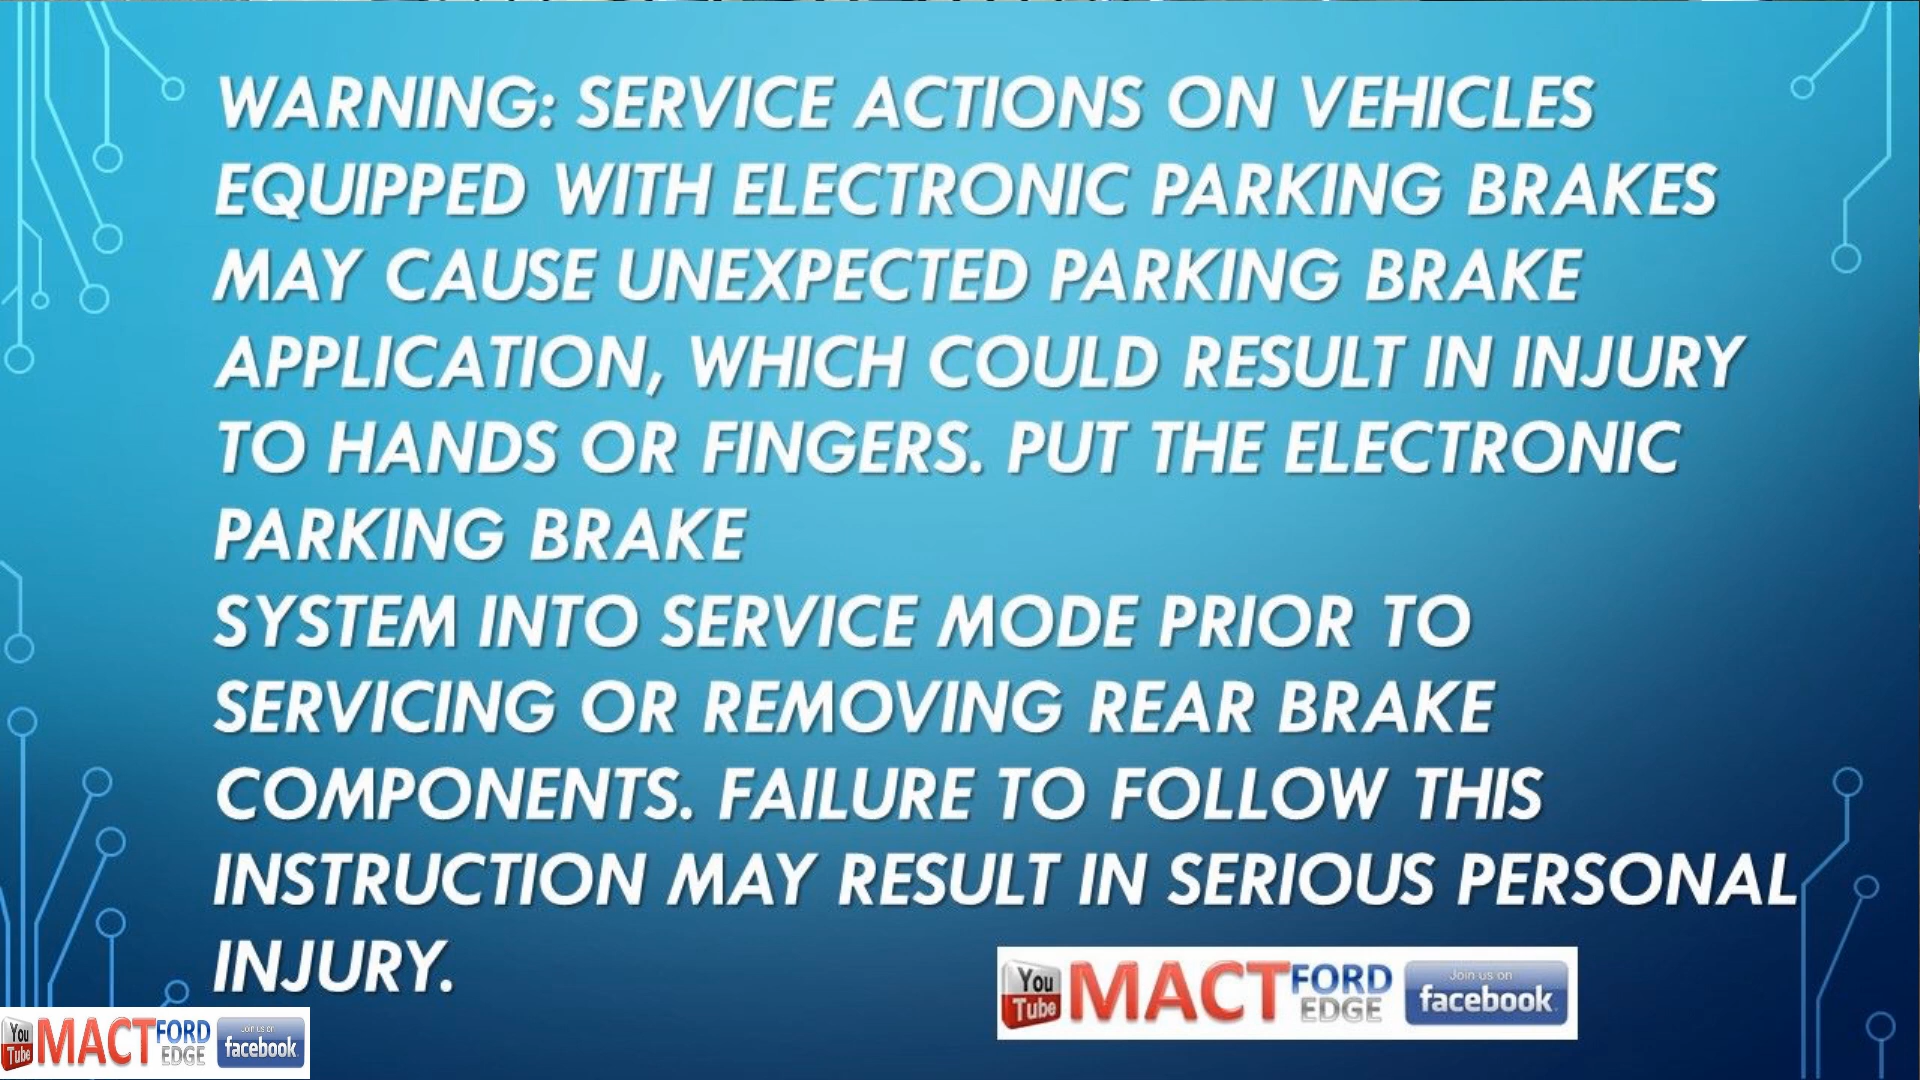 WARNING: SERVICE ACTIONS ON VEHICLES
EQUIPPED WITH ELECTRONIC PARKING BRAKES
MAY CAUSE UNEXPECTED PARKING BRAKE
APPLICATION, WHICH COULD RESULT IN INJURY
TO HANDS OR FINGERS. PUT THE ELECTRONIC
PARKING BRAKE
SYSTEM INTO SERVICE MODE PRIOR TO
SERVICING OR REMOVING REAR BRAKE
COMPONENTS. FAILURE TO FOLLOW THIS
INSTRUCTION MAY RESULT IN SERIOUS PERSONAL
INJURY.
You Tube MACT FORD EDGE Join us on facebook
You Tube MACT FORD EDGE Join us on facebook